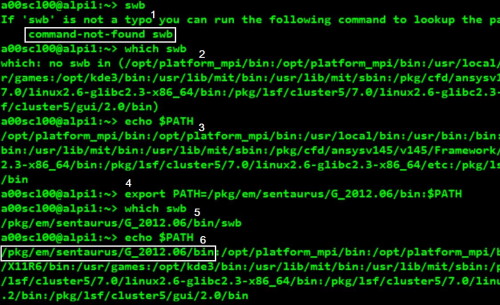 a00scl00@alpi1:~> swb
1
If 'swb' is not a typo you can run the following command to lookup the pa
command-not-found swb
a00scl00@alpi1:~> which swb
2
which: no swb in (/opt/platform_mpi/bin:/opt/platform_mpi/bin:/usr/local/
r/games:/opt/kde3/bin:/usr/lib/mit/bin:/usr/lib/mit/sbin:/pkg/cfd/ansysv1
7.0/linux2.6-glibc2.3-x86_64/bin:/pkg/lsf/cluster5/7.0/linux2.6-glibc2.3-
f/cluster5/gui/2.0/bin)
a00scl00@alpi1:~> echo $PATH
3
/opt/platform_mpi/bin:/opt/platform_mpi/bin:/usr/local/bin:/usr/bin:/bin:
bin:/usr/lib/mit/bin:/usr/lib/mit/sbin:/pkg/cfd/ansysv145/v145/Framework/
2.3-x86_64/bin:/pkg/lsf/cluster5/7.0/linux2.6-glibc2.3-x86_64/etc:/pkg/ls
/bin
4
a00scl00@alpi1:~> export PATH=/pkg/em/sentaurus/G_2012.06/bin:$PATH
a00scl00@alpi1:~> which swb
5
/pkg/em/sentaurus/G_2012.06/bin/swb
a00scl00@alpi1:~> echo $PATH
6
/pkg/em/sentaurus/G_2012.06/bin:/opt/platform_mpi/bin:/opt/platform_mpi/b
/X11R6/bin:/usr/games:/opt/kde3/bin:/usr/lib/mit/bin:/usr/lib/mit/sbin:/p
/lsf/cluster5/7.0/linux2.6-glibc2.3-x86_64/bin:/pkg/lsf/cluster5/7.0/linu
.2/bin:/pkg/lsf/cluster5/gui/2.0/bin